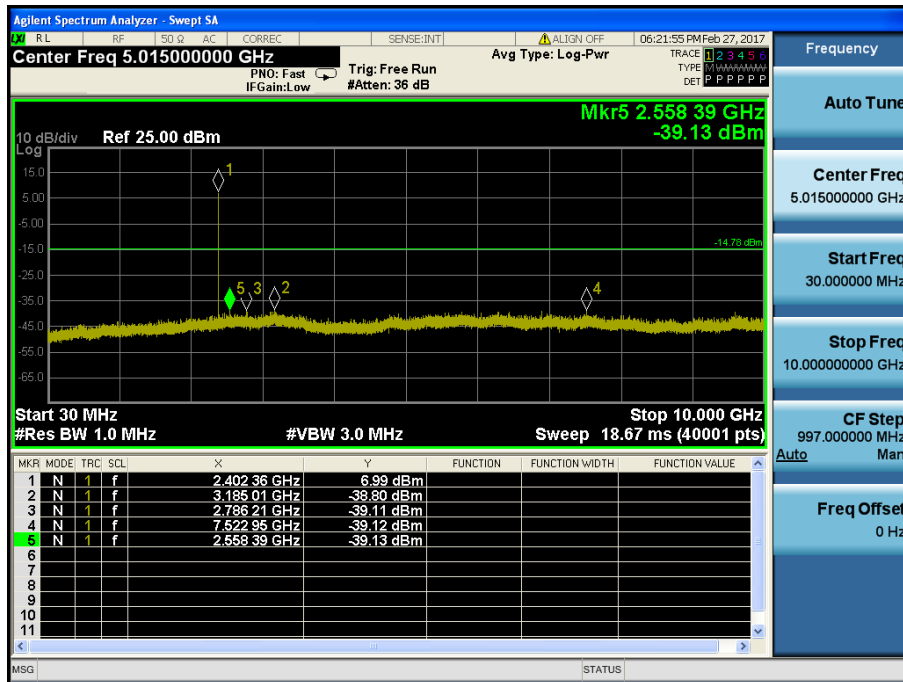 Agilent Spectrum Analyzer - Swept SA
LXI RL RF 50 Ω AC CORREC SENSE:INT ALIGN OFF 06:21:55 PM Feb 27, 2017
Center Freq 5.015000000 GHz
PNO: Fast
IFGain:Low
Trig: Free Run
#Atten: 36 dB
Avg Type: Log-Pwr
TRACE 1 2 3 4 5 6
TYPE M W W W W W
DET P P P P P P
Mkr5 2.558 39 GHz
-39.13 dBm
10 dB/div Ref 25.00 dBm
Log
15.0
5.00
-5.00
-15.0
-25.0
-35.0
-45.0
-55.0
-65.0
1
-14.78 dBm
5 3 2 4
Start 30 MHz Stop 10.000 GHz
#Res BW 1.0 MHz #VBW 3.0 MHz Sweep 18.67 ms (40001 pts)
MKR MODE TRC SCL X Y FUNCTION FUNCTION WIDTH FUNCTION VALUE
1 N 1 f 2.402 36 GHz 6.99 dBm
2 N 1 f 3.185 01 GHz -38.80 dBm
3 N 1 f 2.786 21 GHz -39.11 dBm
4 N 1 f 7.522 95 GHz -39.12 dBm
5 N 1 f 2.558 39 GHz -39.13 dBm
6
7
8
9
10
11
MSG STATUS
Frequency
Auto Tune
Center Freq
5.015000000 GHz
Start Freq
30.000000 MHz
Stop Freq
10.000000000 GHz
CF Step
997.000000 MHz
Auto Man
Freq Offset
0 Hz